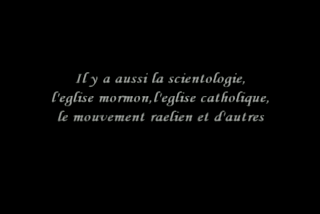 Il y a aussi la scientologie,
l'eglise mormon,l'eglise catholique,
le mouvement raelien et d'autres